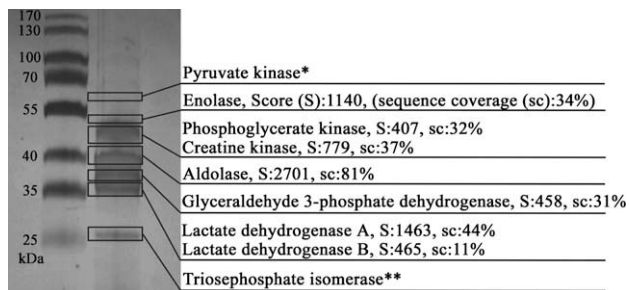 170
130
100
70
55
40
35
25
kDa
Pyruvate kinase*
Enolase, Score (S):1140, (sequence coverage (sc):34%)
Phosphoglycerate kinase, S:407, sc:32%
Creatine kinase, S:779, sc:37%
Aldolase, S:2701, sc:81%
Glyceraldehyde 3-phosphate dehydrogenase, S:458, sc:31%
Lactate dehydrogenase A, S:1463, sc:44%
Lactate dehydrogenase B, S:465, sc:11%
Triosephosphate isomerase**